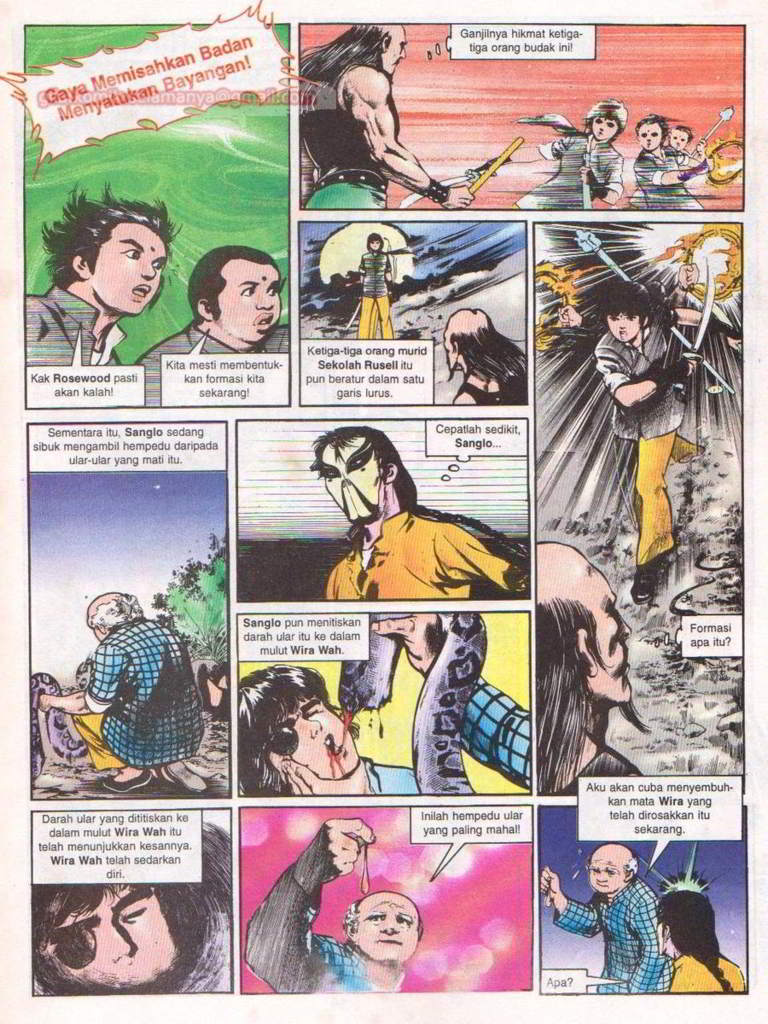 Gaya Memisahkan Badan
Menyatukan Bayangan!
Kak Rosewood pasti
akan kalah!
Kita mesti membentuk-
kan formasi kita
sekarang!
Ganjilnya hikmat ketiga-
tiga orang budak ini!
Ketiga-tiga orang murid
Sekolah Rusell itu
pun beratur dalam satu
garis lurus.
Formasi
apa itu?
Sementara itu, Sanglo sedang
sibuk mengambil hempedu daripada
ular-ular yang mati itu.
Cepatlah sedikit,
Sanglo...
Sanglo pun menitiskan
darah ular itu ke dalam
mulut Wira Wah.
Darah ular yang dititiskan ke
dalam mulut Wira Wah itu
telah menunjukkan kesannya.
Wira Wah telah sedarkan
diri.
Inilah hempedu ular
yang paling mahal!
Aku akan cuba menyembuh-
kan mata Wira yang
telah dirosakkan itu
sekarang.
Apa?